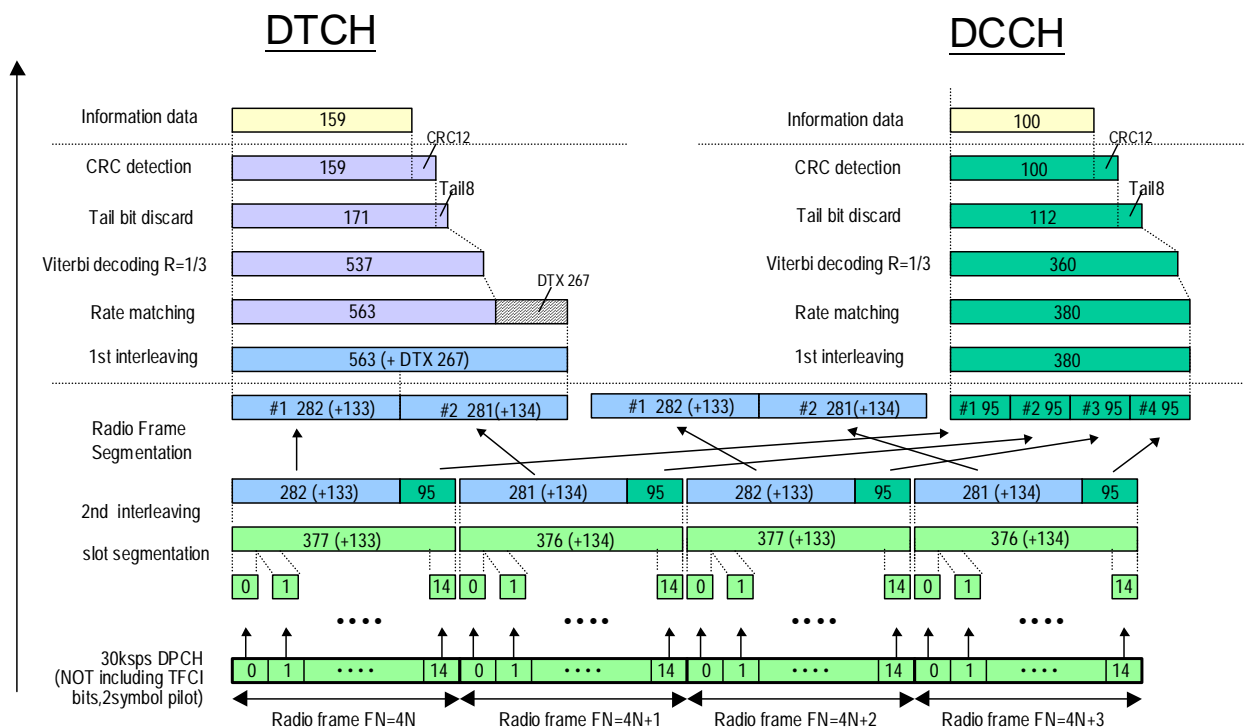 DTCH DCCH
Information data 159 Information data 100
CRC12 CRC12
CRC detection 159 CRC detection 100
Tail8 Tail8
Tail bit discard 171 Tail bit discard 112
Viterbi decoding R=1/3 537 Viterbi decoding R=1/3 360
DTX 267
Rate matching 563 Rate matching 380
1st interleaving 563 (+ DTX 267) 1st interleaving 380
#1 282 (+133) #2 281(+134) #1 282 (+133) #2 281(+134) #1 95 #2 95 #3 95 #4 95
Radio Frame
Segmentation
282 (+133) 95 281 (+134) 95 282 (+133) 95 281 (+134) 95
2nd interleaving
377 (+133) 376 (+134) 377 (+133) 376 (+134)
slot segmentation
0 1 14 0 1 14 0 1 14 0 1 14
•••• •••• •••• ••••
30ksps DPCH
(NOT including TFCI
bits,2symbol pilot)
0 1 •••• 14 0 1 •••• 14 0 1 •••• 14 0 1 •••• 14
Radio frame FN=4N Radio frame FN=4N+1 Radio frame FN=4N+2 Radio frame FN=4N+3